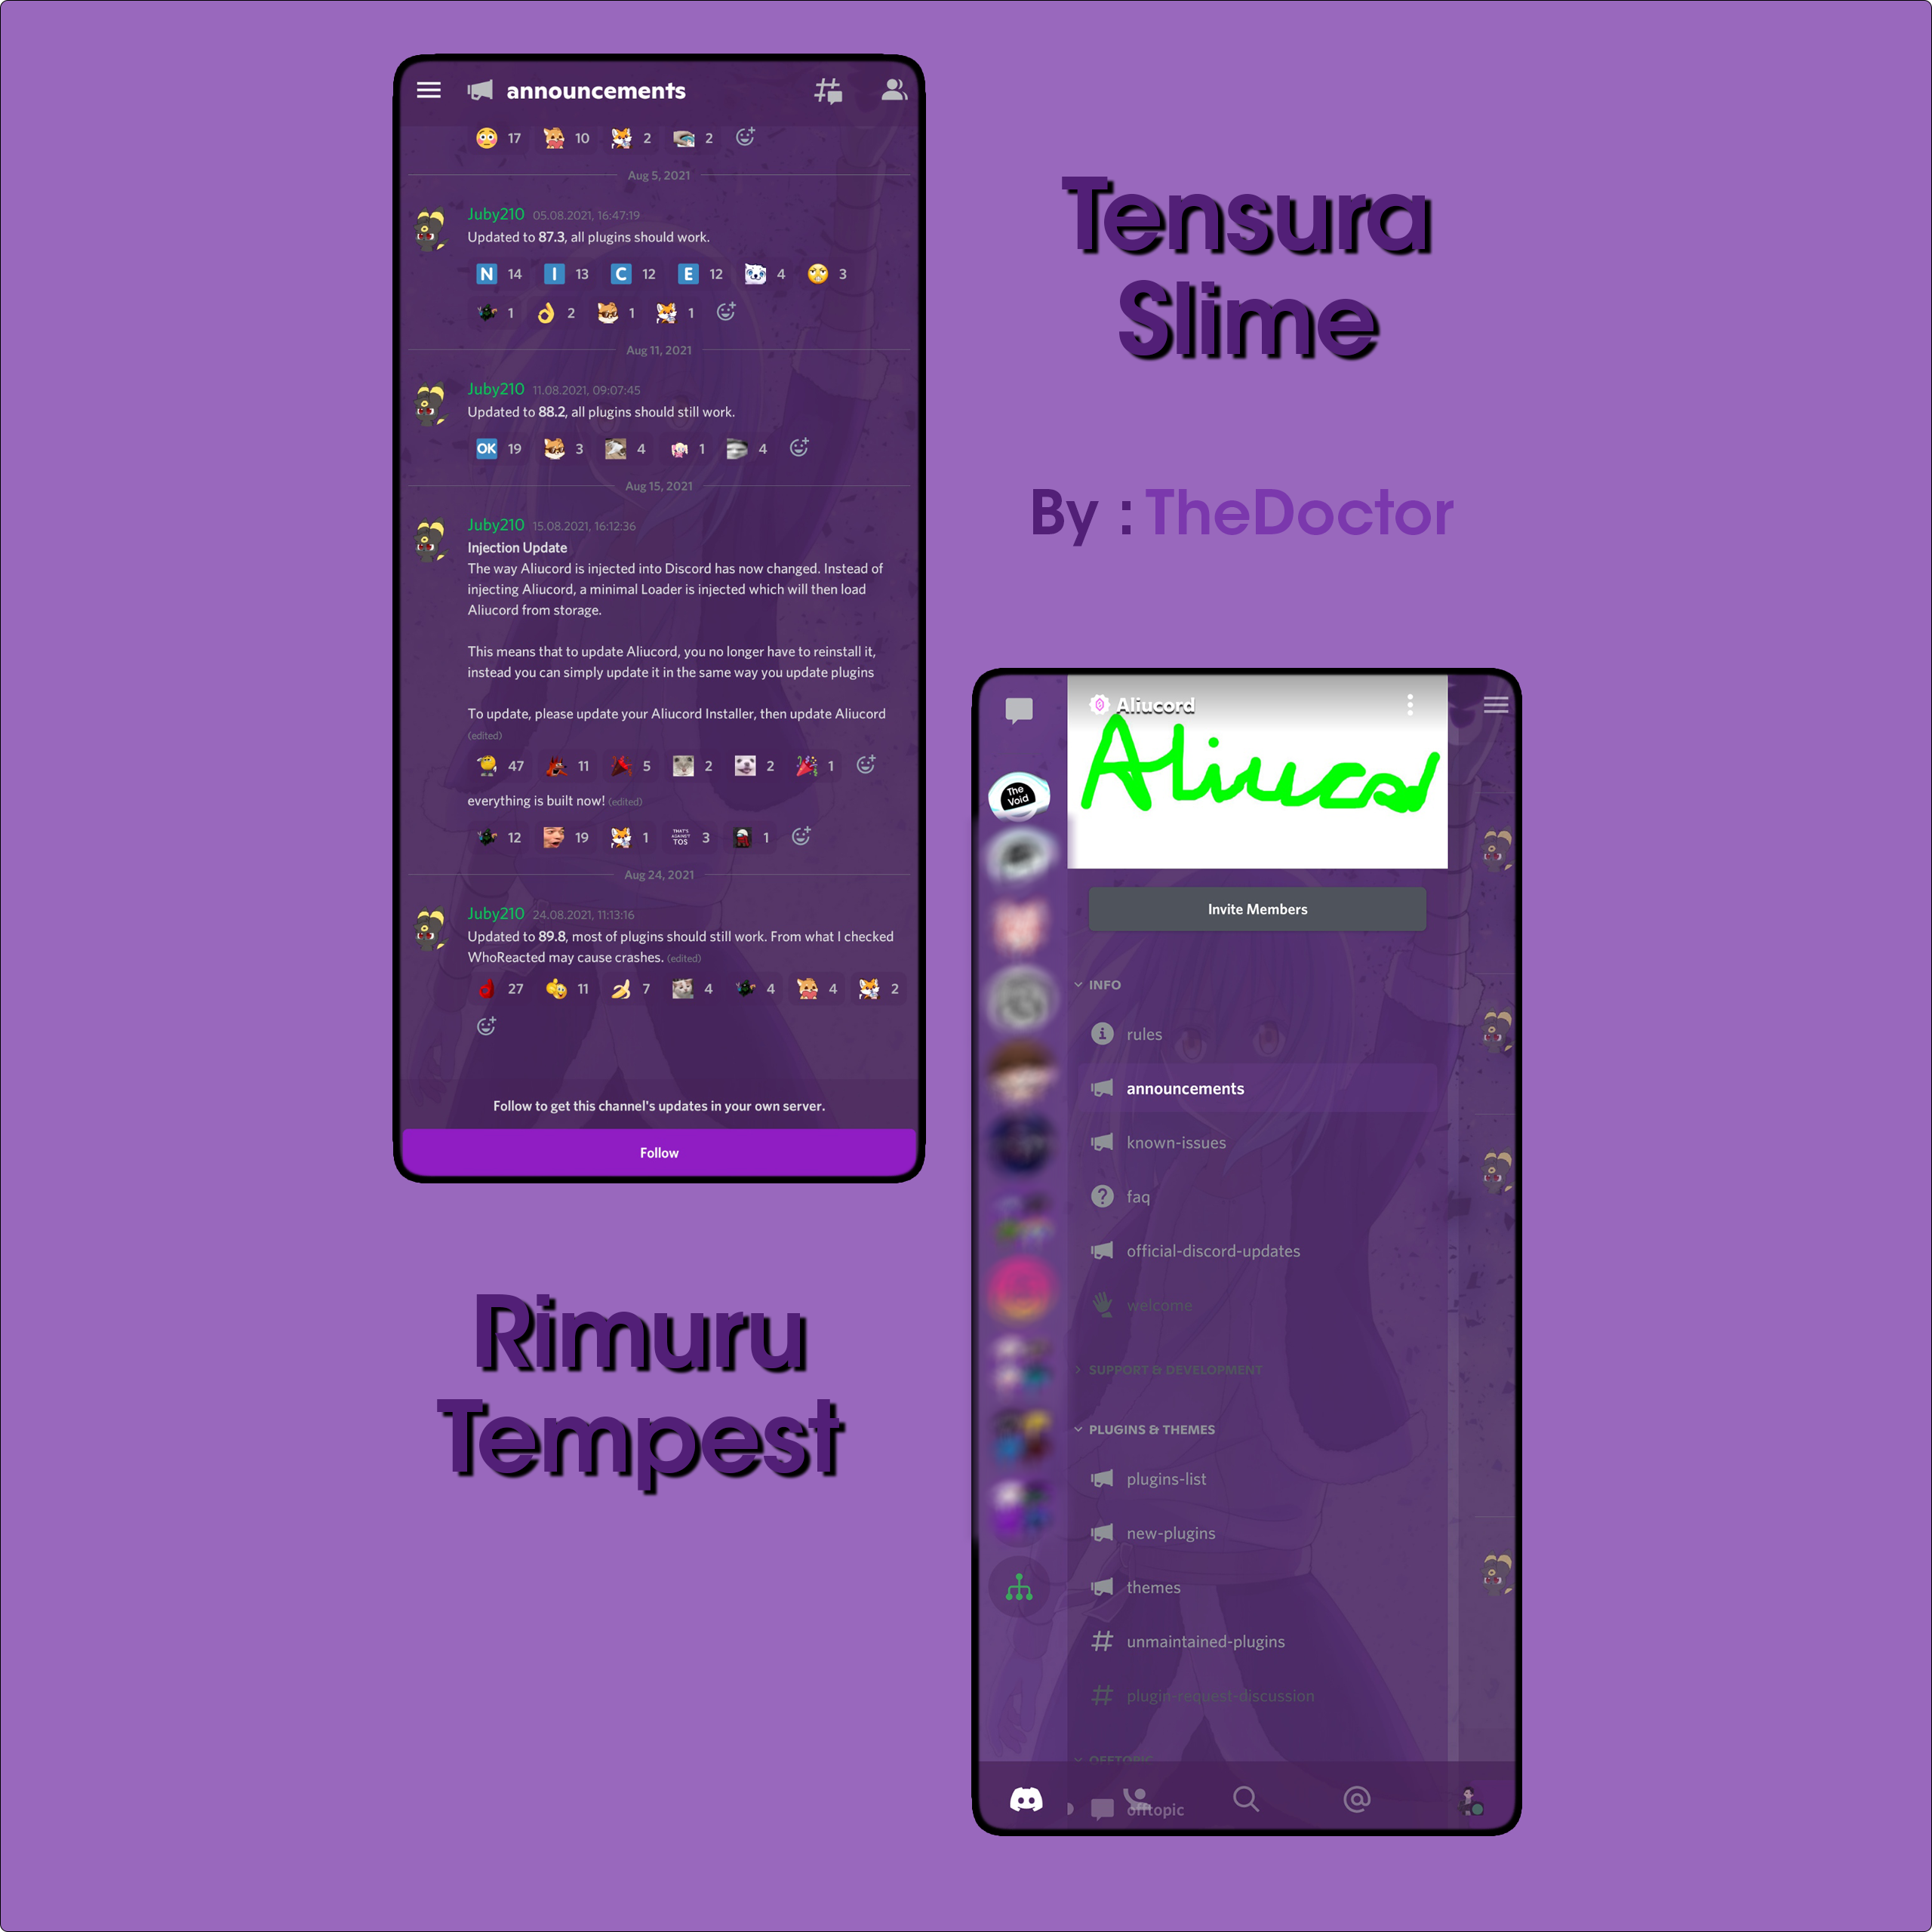 announcements
17 10 2 2
Aug 5, 2021
Juby210 05.08.2021, 16:47:19
Updated to 87.3, all plugins should work.
N 14 I 13 C 12 E 12 4 3
1 2 1 1
Aug 11, 2021
Juby210 11.08.2021, 09:07:45
Updated to 88.2, all plugins should still work.
OK 19 3 4 1 4
Aug 15, 2021
Juby210 15.08.2021, 16:12:36
Injection Update
The way Aliucord is injected into Discord has now changed. Instead of
injecting Aliucord, a minimal Loader is injected which will then load
Aliucord from storage.
This means that to update Aliucord, you no longer have to reinstall it,
instead you can simply update it in the same way you update plugins
To update, please update your Aliucord Installer, then update Aliucord
(edited)
47 11 5 2 2 1
everything is built now! (edited)
12 19 1 THAT'S AGAINST TOS 3 1
Aug 24, 2021
Juby210 24.08.2021, 11:13:16
Updated to 89.8, most of plugins should still work. From what I checked
WhoReacted may cause crashes. (edited)
27 11 7 4 4 4 2
Follow to get this channel's updates in your own server.
Follow
Tensura
Slime
By : TheDoctor
Rimuru
Tempest
Aliucord
Aliucord
The
Void
Invite Members
INFO
rules
announcements
known-issues
faq
official-discord-updates
welcome
SUPPORT & DEVELOPMENT
PLUGINS & THEMES
plugins-list
new-plugins
themes
unmaintained-plugins
plugin-request-discussion
OFFTOPIC
offtopic